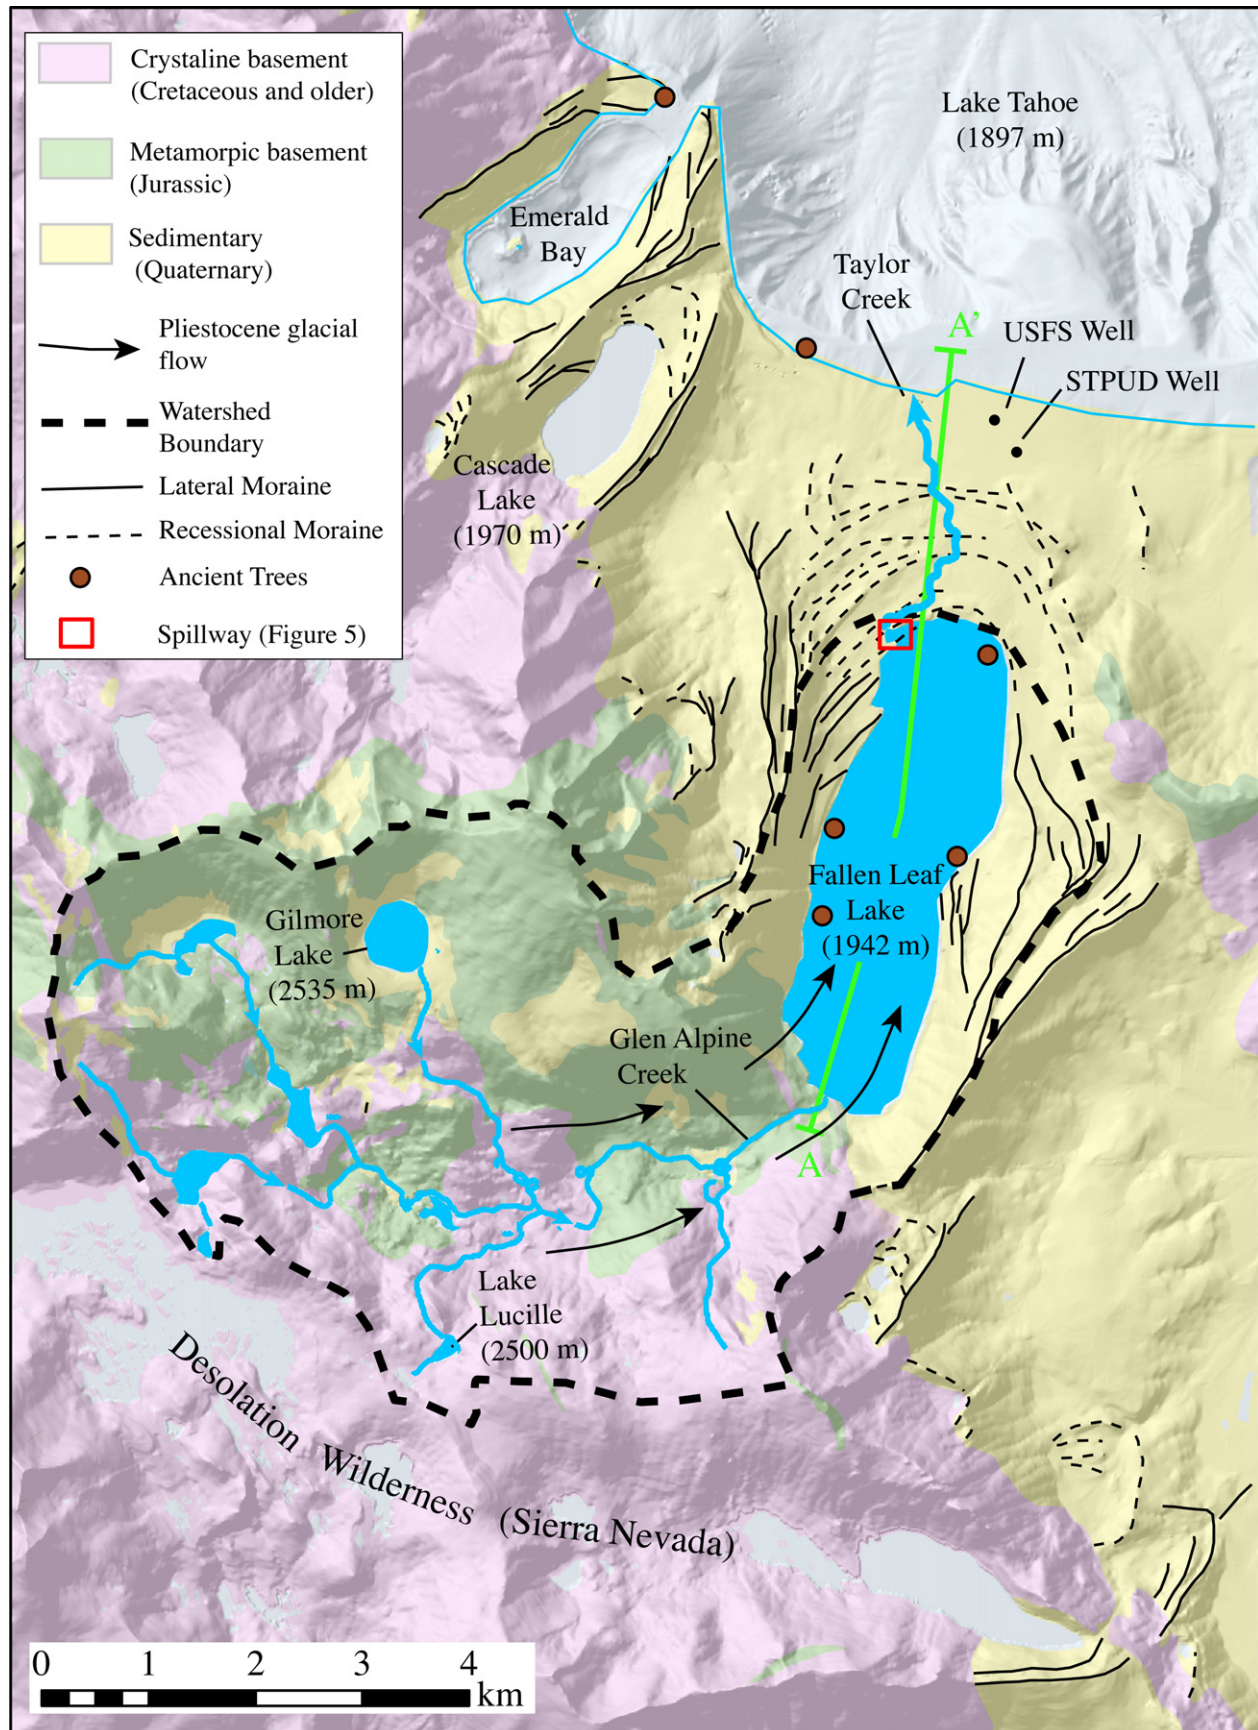 Crystaline basement
(Cretaceous and older)
Metamorpic basement
(Jurassic)
Sedimentary
(Quaternary)
Pliestocene glacial
flow
Watershed
Boundary
Lateral Moraine
Recessional Moraine
Ancient Trees
Spillway (Figure 5)
Lake Tahoe
(1897 m)
Emerald
Bay
Taylor
Creek
A'
USFS Well
STPUD Well
Cascade
Lake
(1970 m)
Fallen Leaf
Lake
(1942 m)
Gilmore
Lake
(2535 m)
Glen Alpine
Creek
A
Lake
Lucille
(2500 m)
Desolation Wilderness (Sierra Nevada)
0 1 2 3 4
km